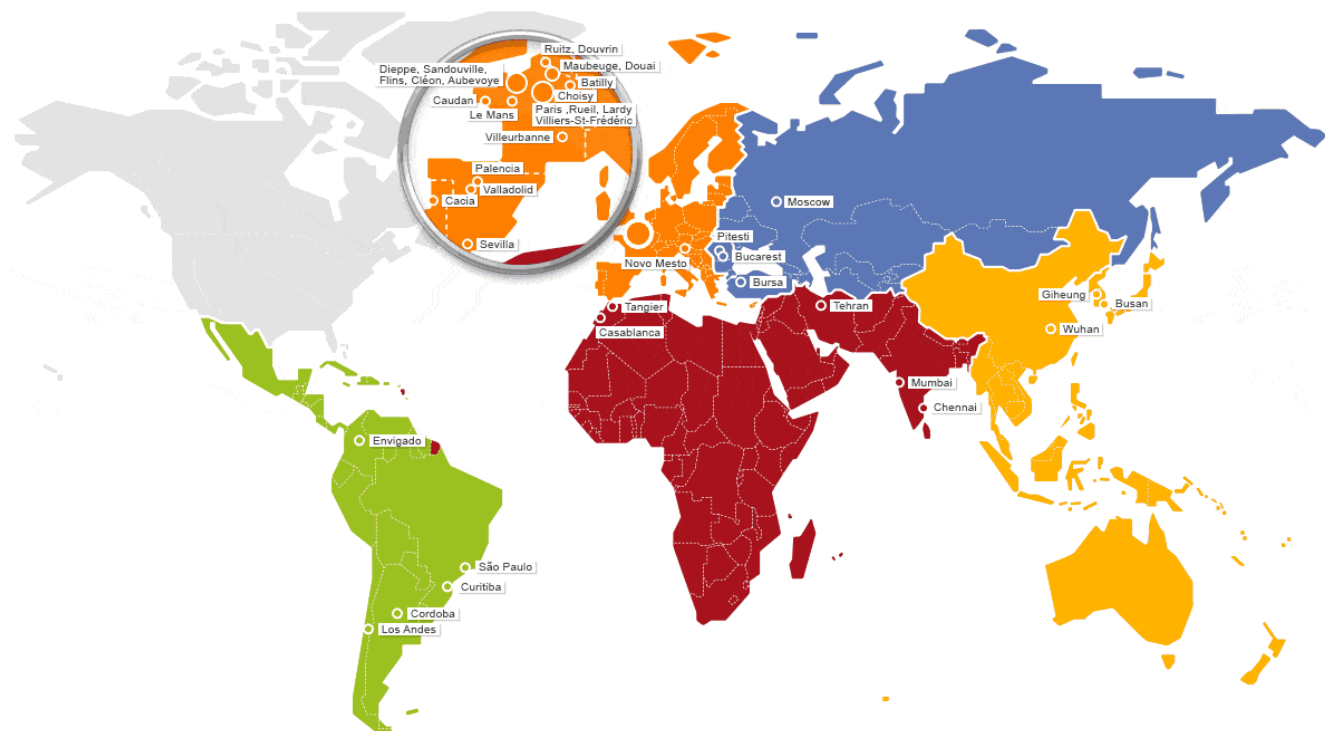 Ruitz, Douvrin
Dieppe, Sandouville,
Flins, Cléon, Aubevoye
Maubeuge, Douai
Batilly
Caudan
Choisy
Le Mans
Paris ,Rueil, Lardy
Villiers-St-Frédéric
Villeurbanne
Palencia
Valladolid
Cacia
Sevilla
Moscow
Pitesti
Bucarest
Novo Mesto
Bursa
Tangier
Casablanca
Tehran
Giheung
Busan
Wuhan
Mumbai
Chennai
Envigado
São Paulo
Curitiba
Cordoba
Los Andes